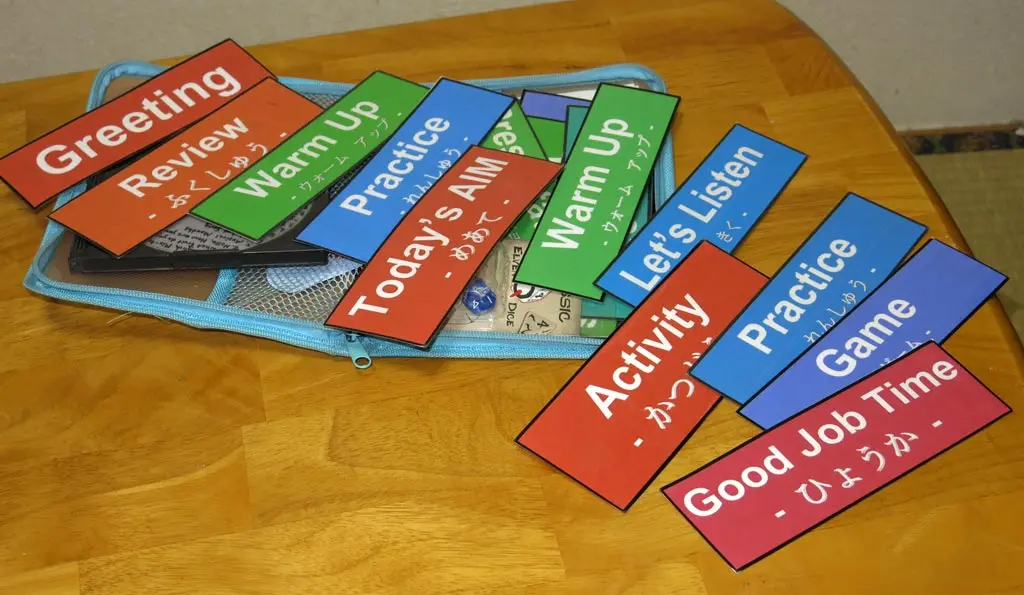 Greeting
Review
- ふくしゅう -
Warm Up
- ウォーム アップ -
Practice
- れんしゅう -
Today's AIM
- めあて -
Warm Up
- ウォーム アップ -
Let's Listen
- きく -
Activity
Practice
- れんしゅう -
Game
Good Job Time
- ひょうか -
DICE